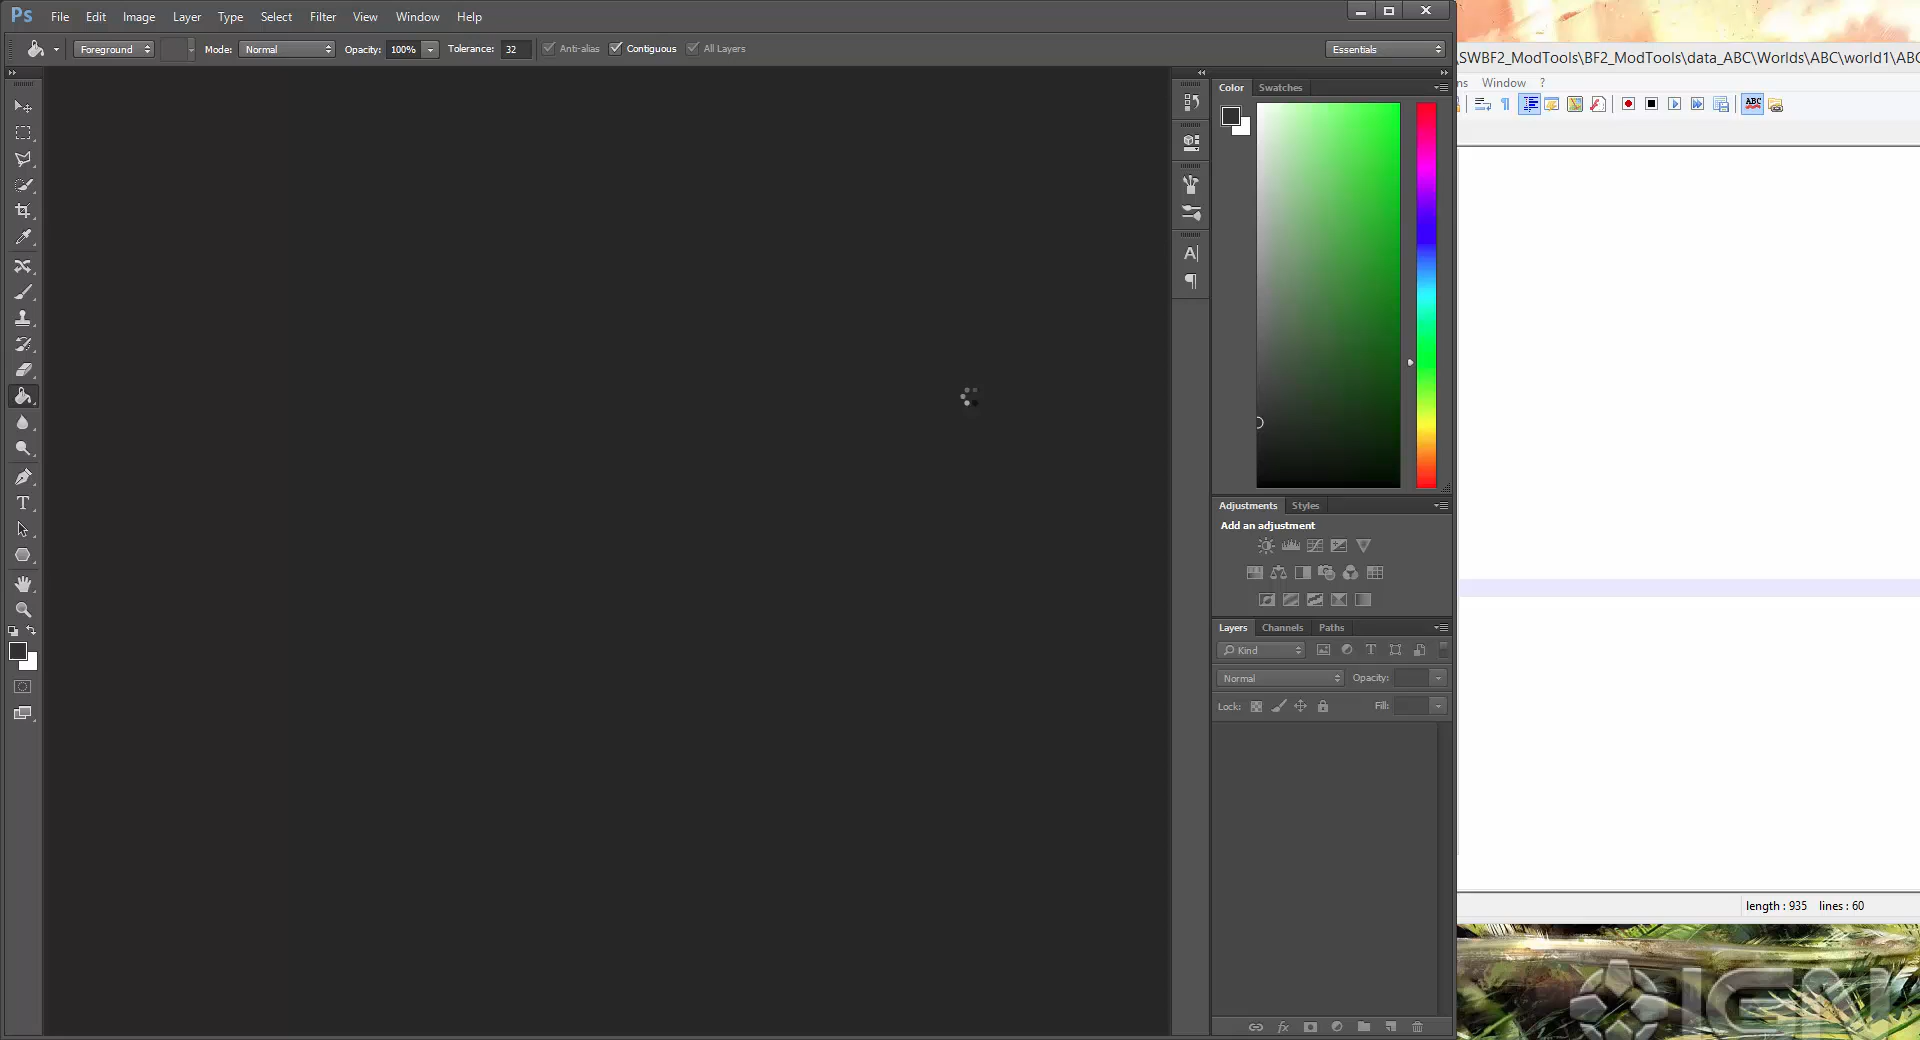 Ps File Edit Image Layer Type Select Filter View Window Help
Foreground Mode: Normal Opacity: 100% Tolerance: 32 Anti-alias Contiguous All Layers Essentials
\SWBF2_ModTools\BF2_ModTools\data_ABC\Worlds\ABC\world1\ABC
ns Window ?
ABC
Color Swatches
Adjustments Styles
Add an adjustment
Layers Channels Paths
Kind
Normal Opacity:
Lock: Fill:
length : 935 lines : 60
IGN